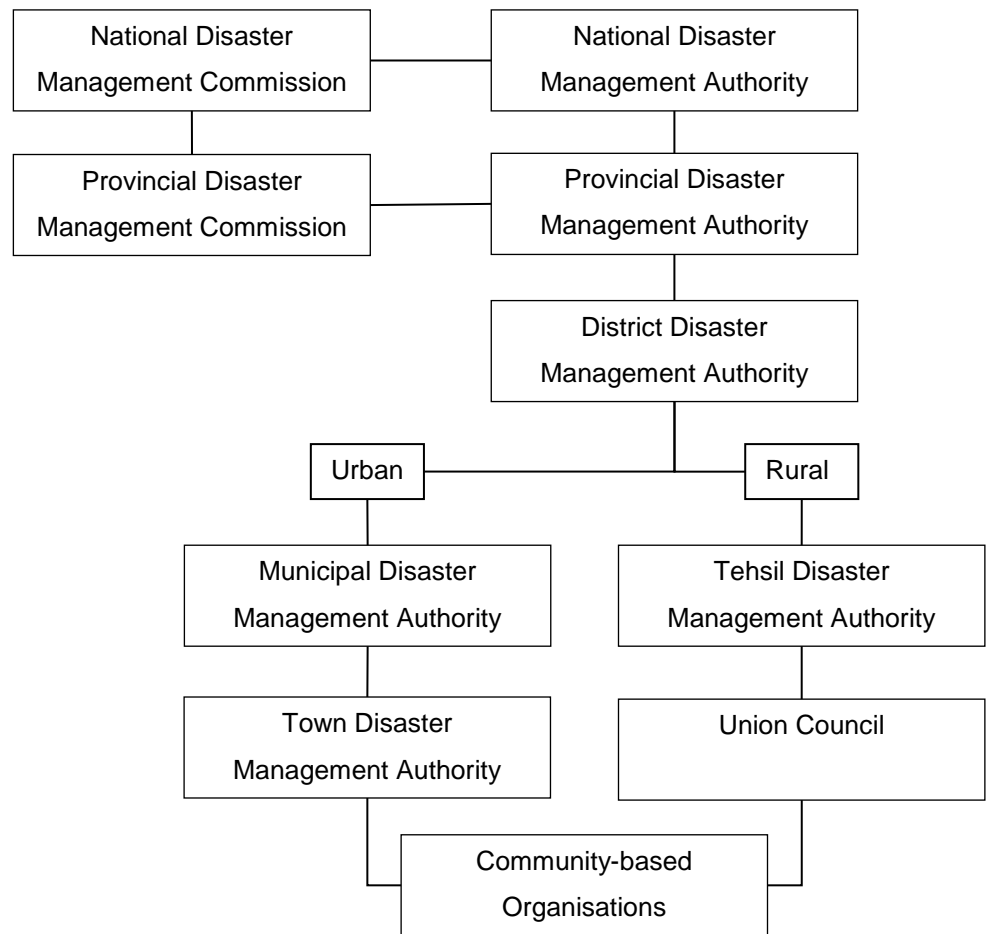 National Disaster
Management Commission
National Disaster
Management Authority
Provincial Disaster
Management Commission
Provincial Disaster
Management Authority
District Disaster
Management Authority
Urban
Rural
Municipal Disaster
Management Authority
Tehsil Disaster
Management Authority
Town Disaster
Management Authority
Union Council
Community-based
Organisations